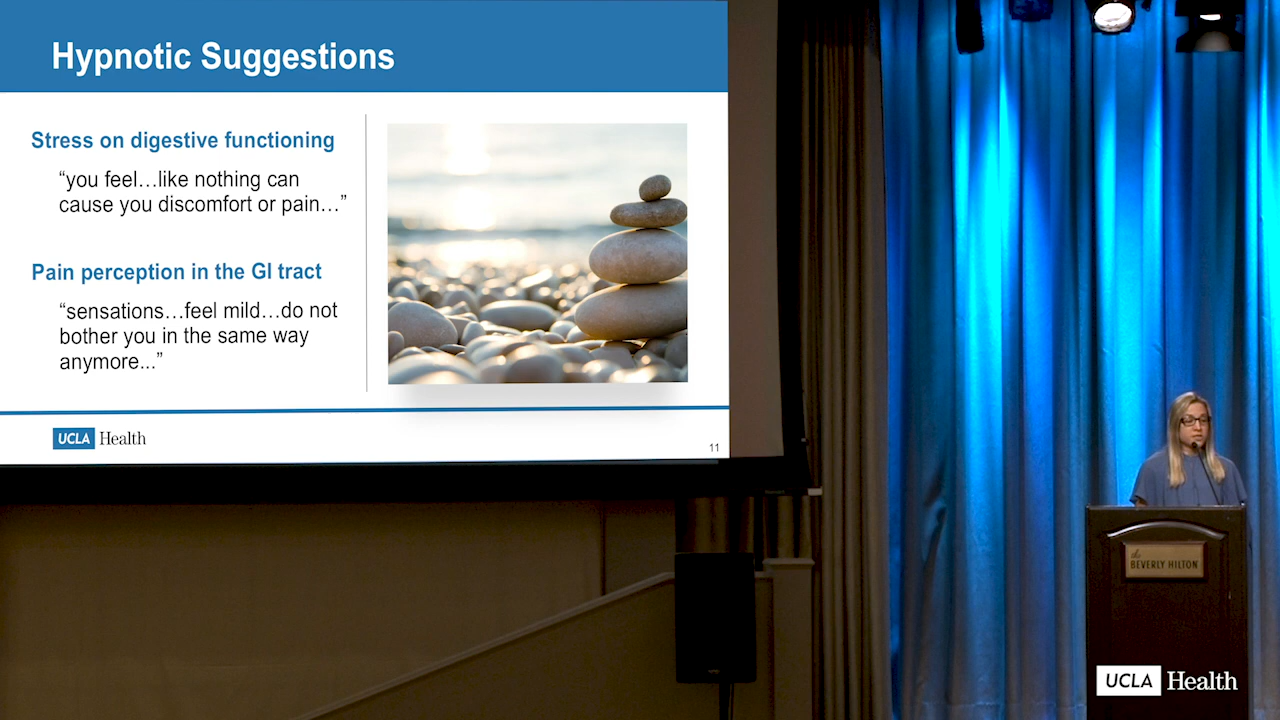 Hypnotic Suggestions
Stress on digestive functioning
“you feel…like nothing can
cause you discomfort or pain…”
Pain perception in the GI tract
“sensations…feel mild…do not
bother you in the same way
anymore...”
UCLA Health
11
the
BEVERLY HILTON
UCLA Health